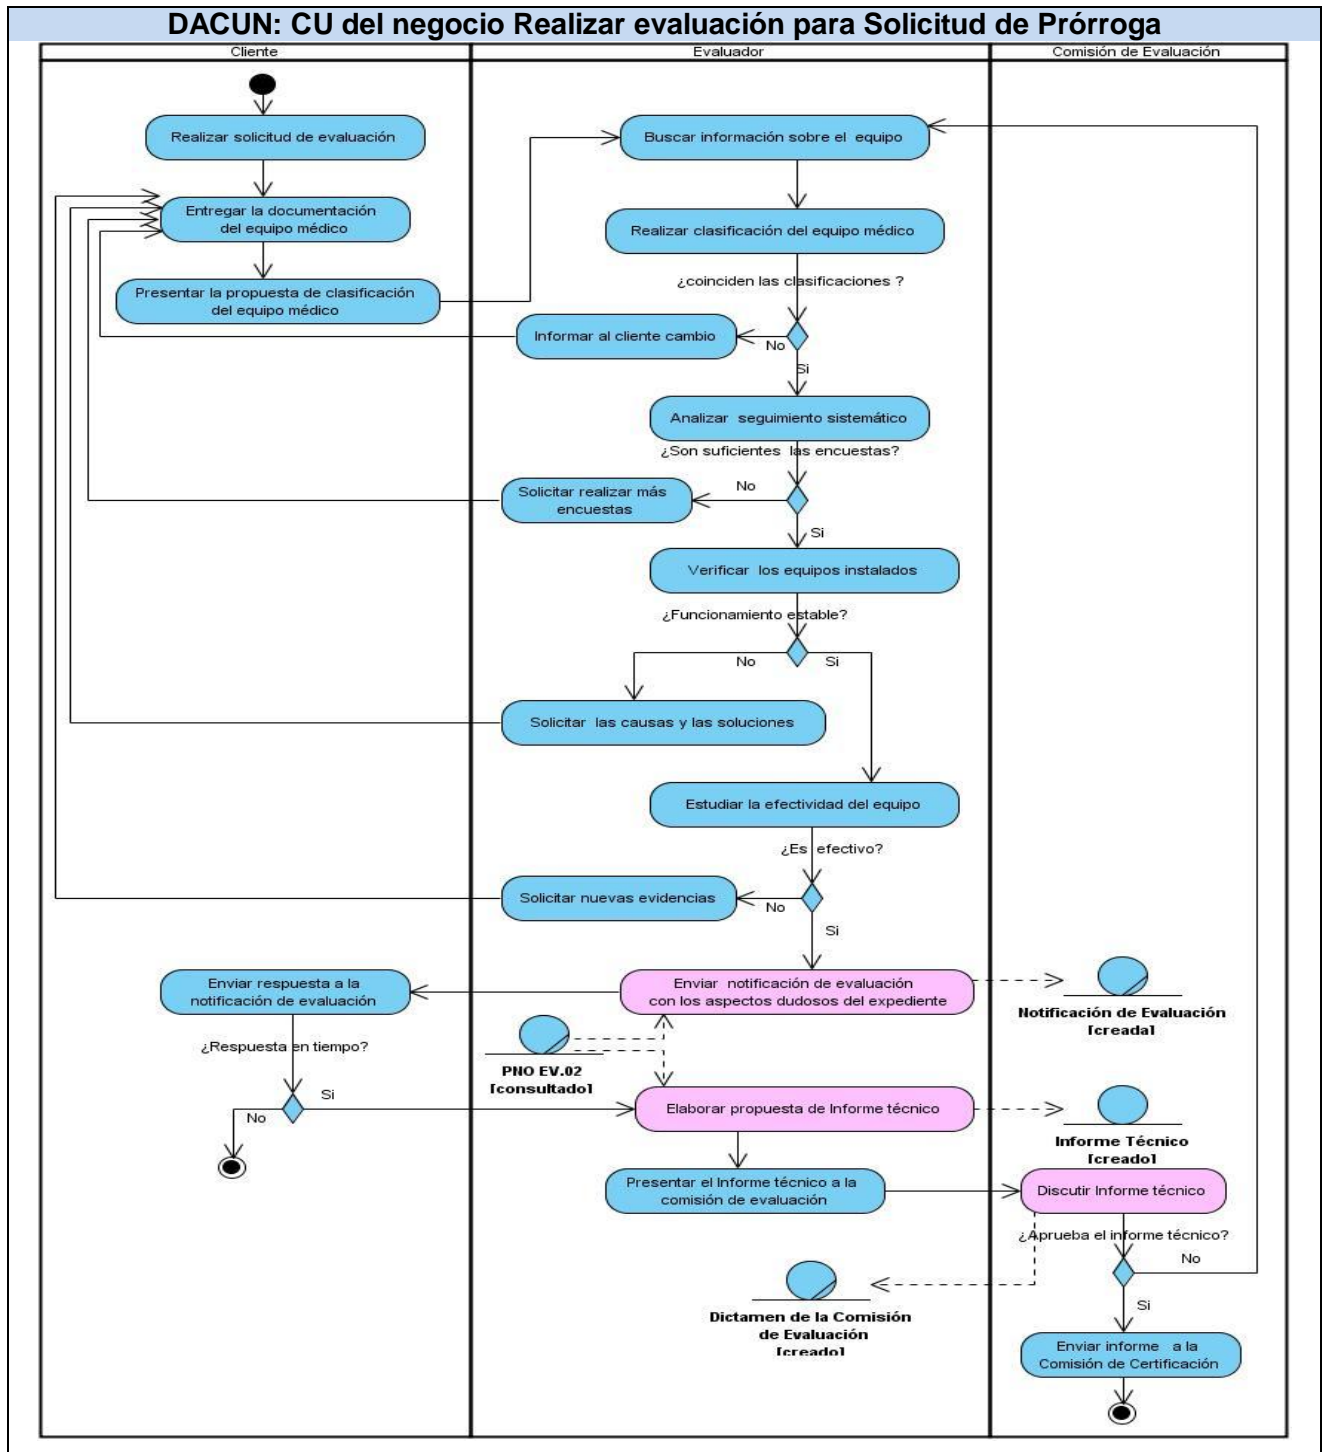 DACUN: CU del negocio Realizar evaluación para Solicitud de Prórroga
Cliente
Evaluador
Comisión de Evaluación
Realizar solicitud de evaluación
Buscar información sobre el equipo
Entregar la documentación
del equipo médico
Realizar clasificación del equipo médico
Presentar la propuesta de clasificación
del equipo médico
¿coinciden las clasificaciones ?
Informar al cliente cambio
No
Si
Analizar seguimiento sistemático
¿Son suficientes las encuestas?
Solicitar realizar más
encuestas
No
Si
Verificar los equipos instalados
¿Funcionamiento estable?
No
Si
Solicitar las causas y las soluciones
Estudiar la efectividad del equipo
¿Es efectivo?
Solicitar nuevas evidencias
No
Si
Enviar respuesta a la
notificación de evaluación
Enviar notificación de evaluación
con los aspectos dudosos del expediente
Notificación de Evaluación
[creada]
¿Respuesta en tiempo?
PNO EV.02
[consultado]
Si
No
Elaborar propuesta de Informe técnico
Informe Técnico
[creado]
Presentar el Informe técnico a la
comisión de evaluación
Discutir Informe técnico
¿Aprueba el informe técnico?
No
Si
Dictamen de la Comisión
de Evaluación
[creado]
Enviar informe a la
Comisión de Certificación